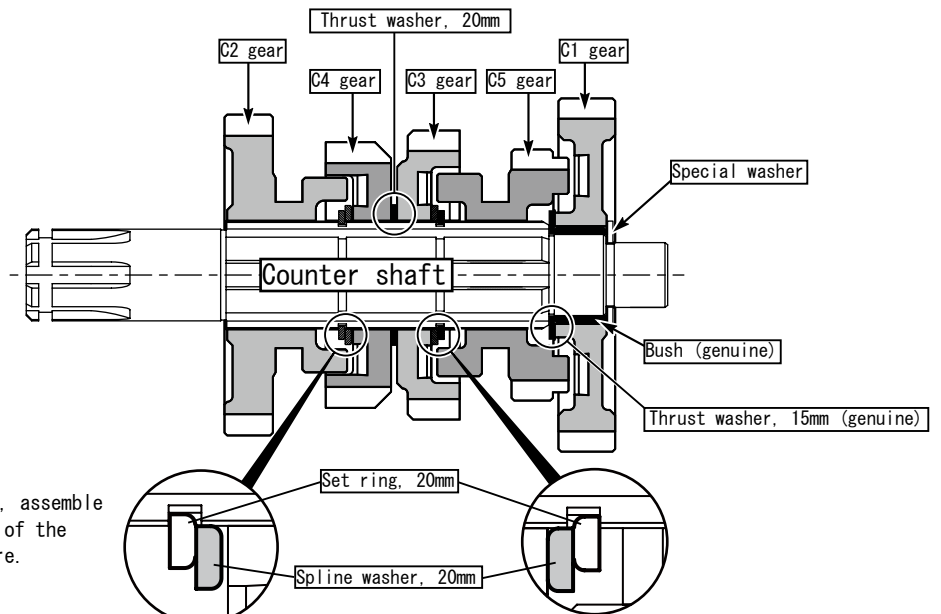 Thrust washer, 20mm
C2 gear
C1 gear
C4 gear
C3 gear
C5 gear
Special washer
Counter shaft
Bush (genuine)
Thrust washer, 15mm (genuine)
Set ring, 20mm
, assemble
of the
re.
Spline washer, 20mm